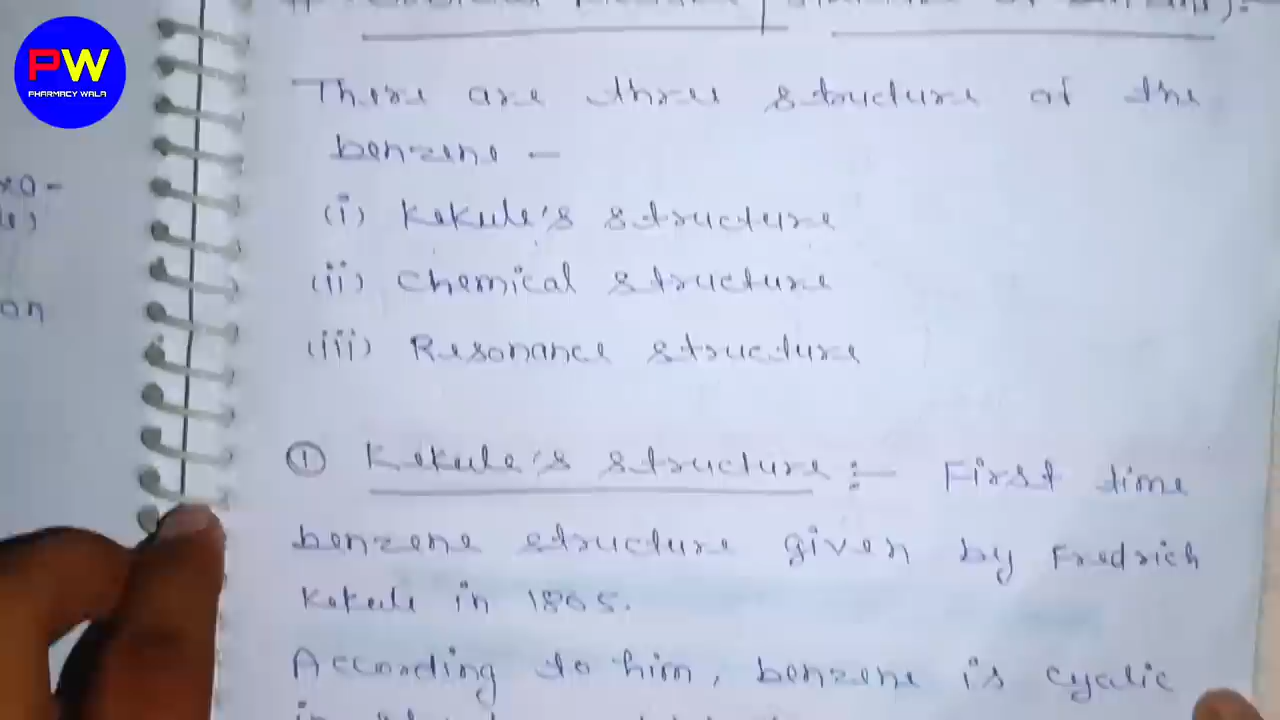 PW
PHARMACY WALA
There are three structure of the
benzene –
(i) Kekule's structure
(ii) Chemical structure
(iii) Resonance structure
① Kekule's structure :– First time
benzene structure given by Fredrich
Kekule in 1865.
According to him, benzene is cyclic
on